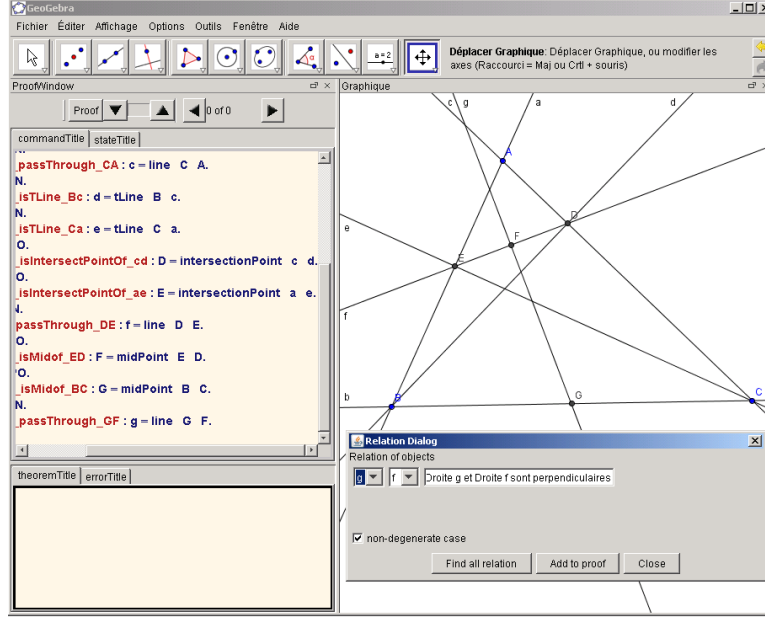 GeoGebra
Fichier Éditer Affichage Options Outils Fenêtre Aide
a = 2
Déplacer Graphique: Déplacer Graphique, ou modifier les
axes (Raccourci = Maj ou Crtl + souris)
ProofWindow
Proof
0 of 0
commandTitle
stateTitle
N.
_passThrough_CA : c = line C A.
N.
_isTLine_Bc : d = tLine B c.
N.
_isTLine_Ca : e = tLine C a.
O.
_isIntersectPointOf_cd : D = intersectionPoint c d.
O.
_isIntersectPointOf_ae : E = intersectionPoint a e.
N.
passThrough_DE : f = line D E.
O.
_isMidof_ED : F = midPoint E D.
O.
_isMidof_BC : G = midPoint B C.
N.
_passThrough_GF : g = line G F.
theoremTitle
errorTitle
Graphique
c g a d
A
D
e
F
E
f
b
B
G
C
Relation Dialog
Relation of objects
g
f
Droite g et Droite f sont perpendiculaires
non-degenerate case
Find all relation
Add to proof
Close